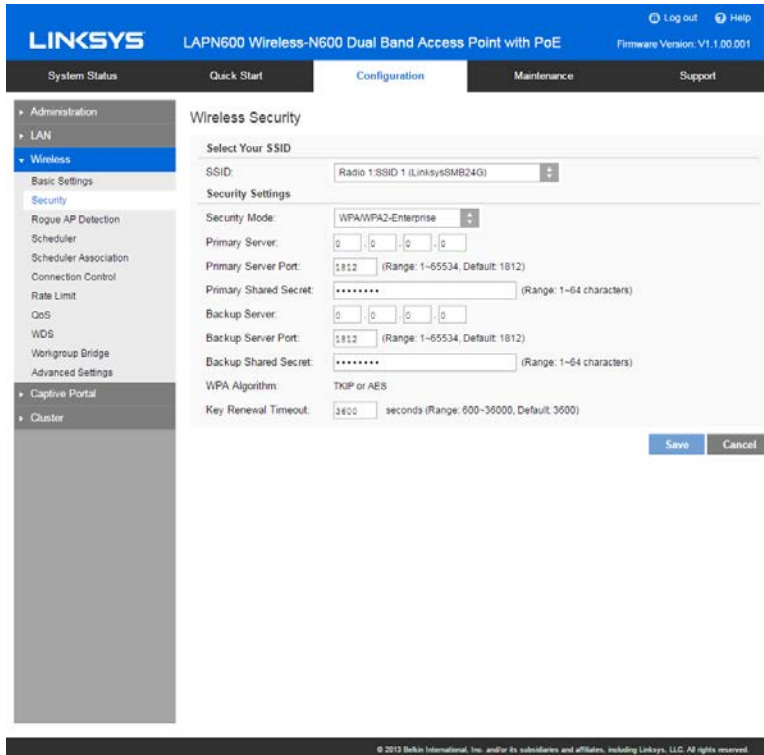 Log out Help
LINKSYS LAPN600 Wireless-N600 Dual Band Access Point with PoE Firmware Version: V1.1.00.001
System Status Quick Start Configuration Maintenance Support
Administration
LAN
Wireless
Basic Settings
Security
Rogue AP Detection
Scheduler
Scheduler Association
Connection Control
Rate Limit
QoS
WDS
Workgroup Bridge
Advanced Settings
Captive Portal
Cluster
Wireless Security
Select Your SSID
SSID: Radio 1:SSID 1 (LinksysSMB24G)
Security Settings
Security Mode: WPA/WPA2-Enterprise
Primary Server: 0 . 0 . 0 . 0
Primary Server Port: 1812 (Range: 1~65534, Default: 1812)
Primary Shared Secret: •••••••• (Range: 1~64 characters)
Backup Server: 0 . 0 . 0 . 0
Backup Server Port: 1812 (Range: 1~65534, Default: 1812)
Backup Shared Secret: •••••••• (Range: 1~64 characters)
WPA Algorithm: TKIP or AES
Key Renewal Timeout: 3600 seconds (Range: 600~36000, Default: 3600)
Save Cancel
© 2013 Belkin International, Inc. and/or its subsidiaries and affiliates, including Linksys, LLC. All rights reserved.